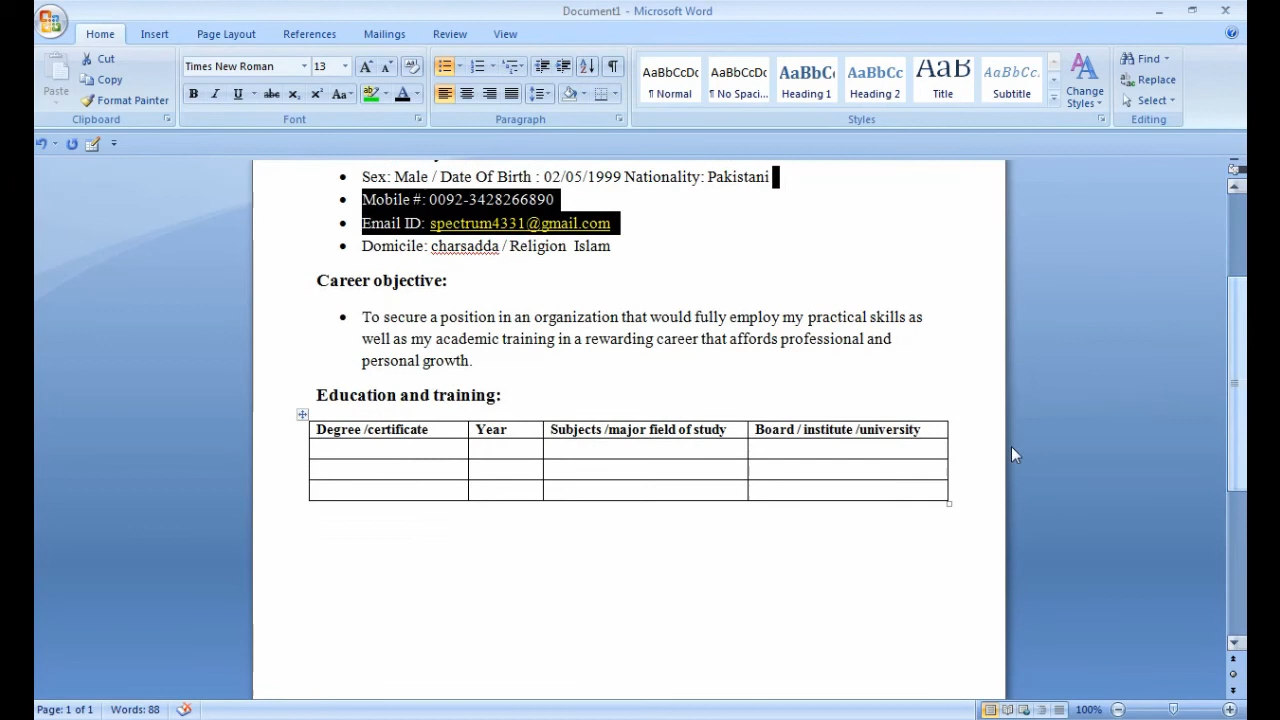 Document1 - Microsoft Word
Home Insert Page Layout References Mailings Review View
Paste
Cut
Copy
Format Painter
Clipboard
Times New Roman 13
B I U abc x₂ x² Aa
Font
Paragraph
AaBbCcDc AaBbCcDc AaBbC AaBbCc AaB AaBbCc.
¶ Normal ¶ No Spaci... Heading 1 Heading 2 Title Subtitle
Styles
Change Styles
Find
Replace
Select
Editing
Sex: Male / Date Of Birth : 02/05/1999 Nationality: Pakistani
Mobile #: 0092-3428266890
Email ID: spectrum4331@gmail.com
Domicile: charsadda / Religion Islam
Career objective:
To secure a position in an organization that would fully employ my practical skills as
well as my academic training in a rewarding career that affords professional and
personal growth.
Education and training:
Degree /certificate Year Subjects /major field of study Board / institute /university
Page: 1 of 1 Words: 88 100%